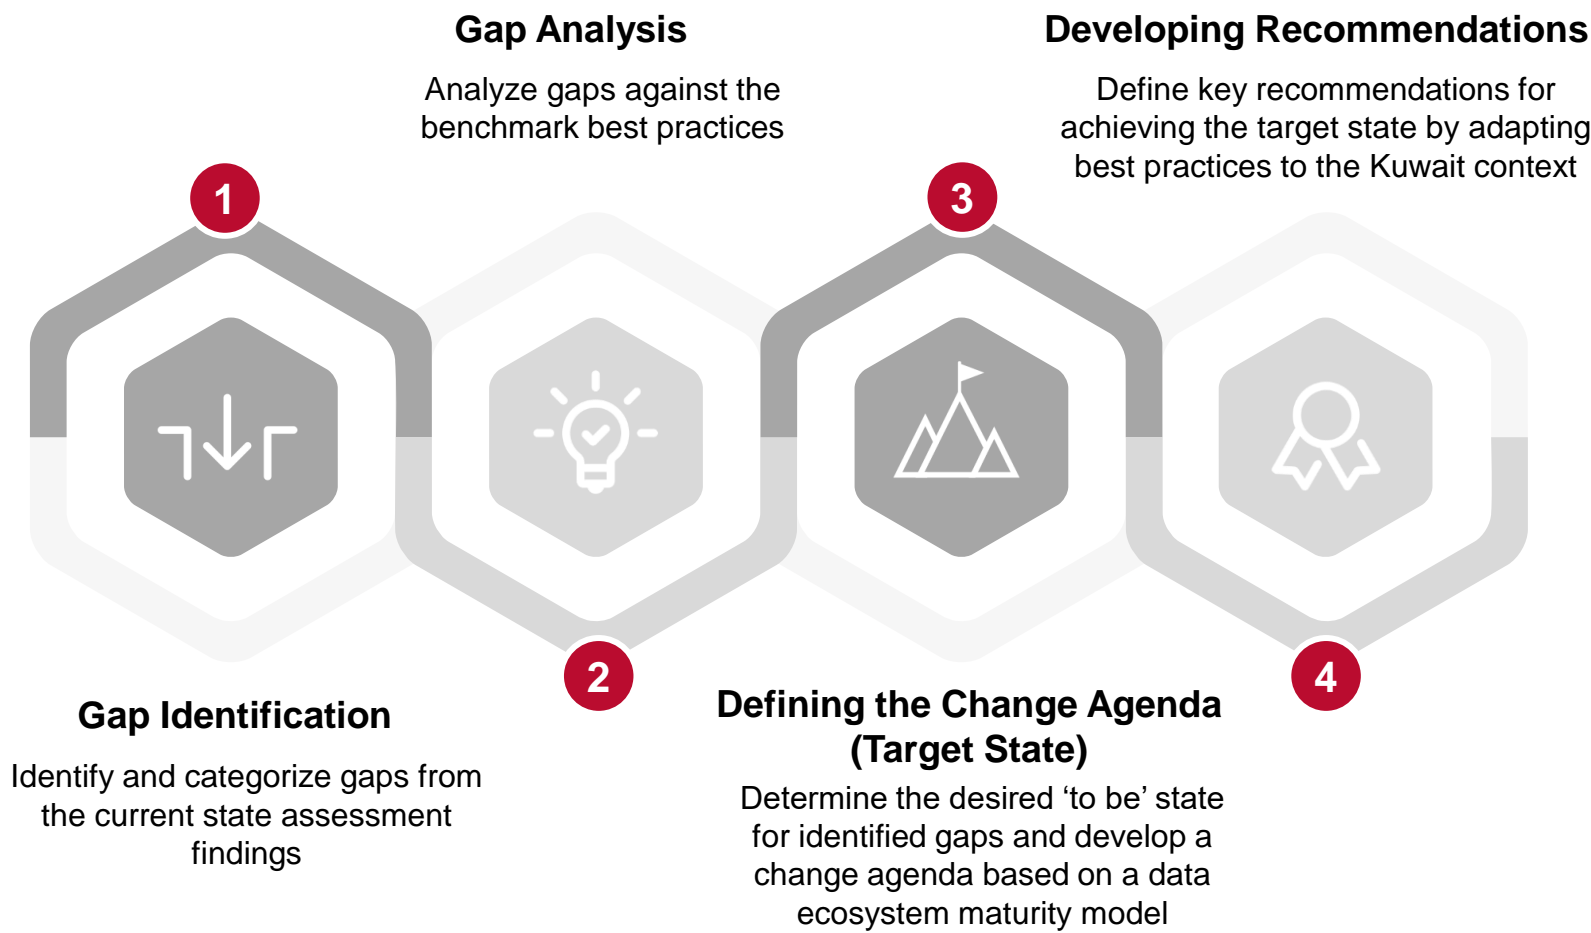 1
Gap Identification
Identify and categorize gaps from
the current state assessment
findings
Gap Analysis
Analyze gaps against the
benchmark best practices
2
3
Defining the Change Agenda
(Target State)
Determine the desired ‘to be’ state
for identified gaps and develop a
change agenda based on a data
ecosystem maturity model
Developing Recommendations
Define key recommendations for
achieving the target state by adapting
best practices to the Kuwait context
4